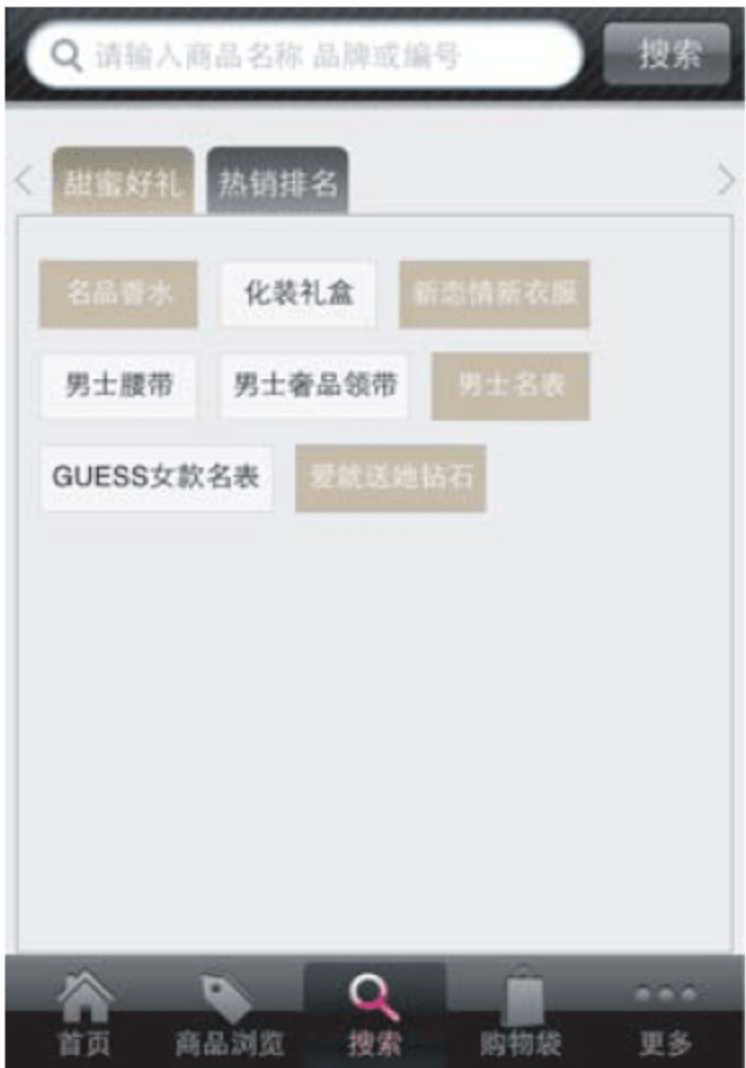 请输入商品名称 品牌或编号 搜索
甜蜜好礼 热销排名
名品香水 化装礼盒 新恋情新衣服
男士腰带 男士奢品领带 男士名表
GUESS女款名表 爱就送她钻石
首页 商品浏览 搜索 购物袋 更多